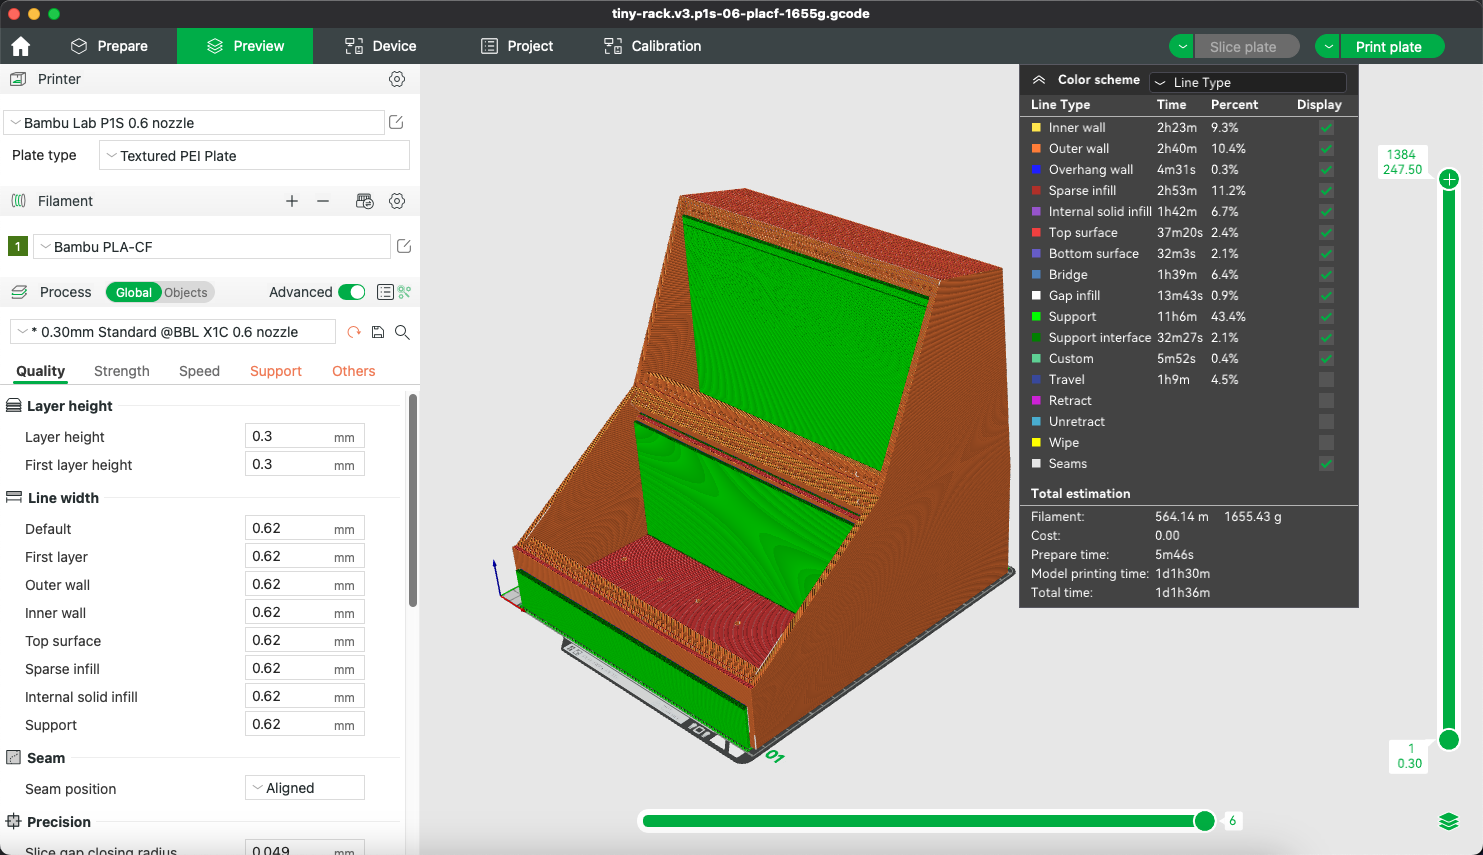 tiny-rack.v3.p1s-06-placf-1655g.gcode
Prepare
Preview
Device
Project
Calibration
Slice plate
Print plate
Printer
Bambu Lab P1S 0.6 nozzle
Plate type
Textured PEI Plate
Filament
1
Bambu PLA-CF
Process
Global
Objects
Advanced
* 0.30mm Standard @BBL X1C 0.6 nozzle
Quality
Strength
Speed
Support
Others
Layer height
Layer height 0.3 mm
First layer height 0.3 mm
Line width
Default 0.62 mm
First layer 0.62 mm
Outer wall 0.62 mm
Inner wall 0.62 mm
Top surface 0.62 mm
Sparse infill 0.62 mm
Internal solid infill 0.62 mm
Support 0.62 mm
Seam
Seam position Aligned
Precision
Slice gap closing radius 0.049 mm
01
Color scheme Line Type
Line Type Time Percent Display
Inner wall 2h23m 9.3%
Outer wall 2h40m 10.4%
Overhang wall 4m31s 0.3%
Sparse infill 2h53m 11.2%
Internal solid infill 1h42m 6.7%
Top surface 37m20s 2.4%
Bottom surface 32m3s 2.1%
Bridge 1h39m 6.4%
Gap infill 13m43s 0.9%
Support 11h6m 43.4%
Support interface 32m27s 2.1%
Custom 5m52s 0.4%
Travel 1h9m 4.5%
Retract
Unretract
Wipe
Seams
Total estimation
Filament: 564.14 m 1655.43 g
Cost: 0.00
Prepare time: 5m46s
Model printing time: 1d1h30m
Total time: 1d1h36m
1384
247.50
1
0.30
6